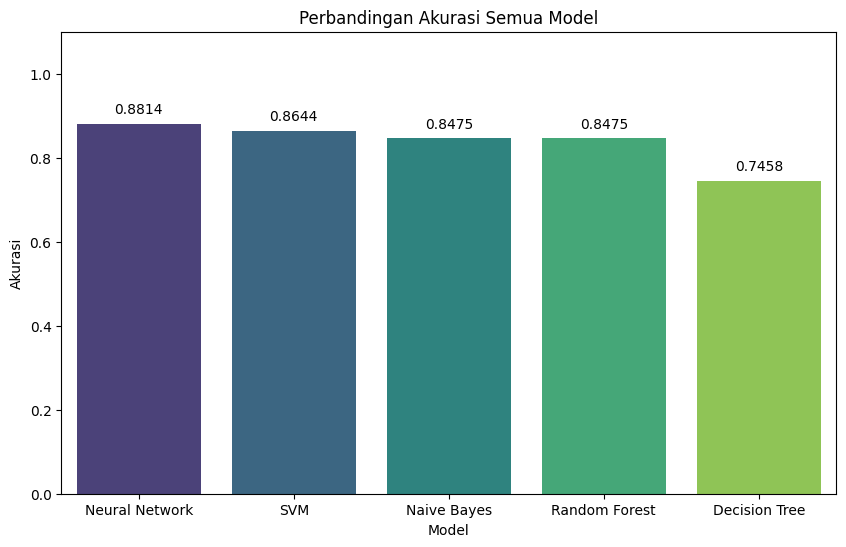 Perbandingan Akurasi Semua Model
1.0
0.8
0.6
0.4
0.2
0.0
Akurasi
0.8814
0.8644
0.8475
0.8475
0.7458
Neural Network
SVM
Naive Bayes
Random Forest
Decision Tree
Model